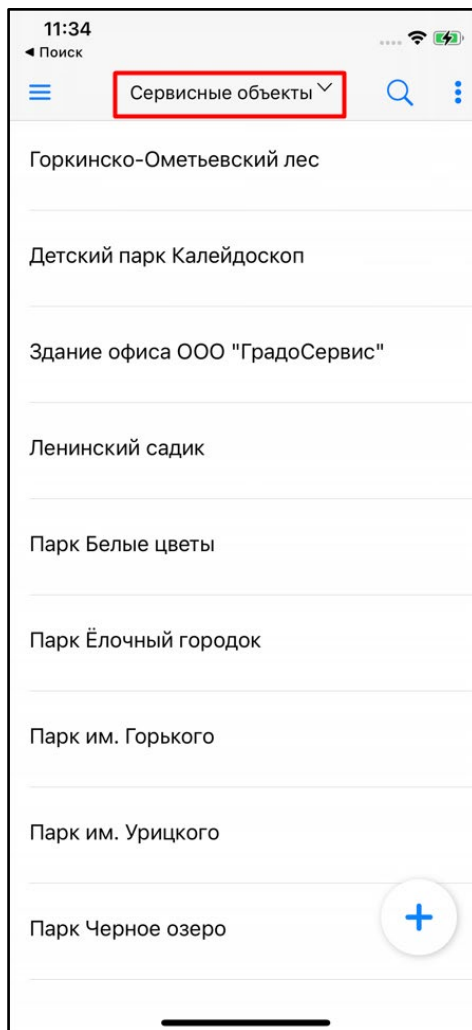 11:34
◀ Поиск
Сервисные объекты
Горкинско-Ометьевский лес
Детский парк Калейдоскоп
Здание офиса ООО "ГрадоСервис"
Ленинский садик
Парк Белые цветы
Парк Ёлочный городок
Парк им. Горького
Парк им. Урицкого
Парк Черное озеро